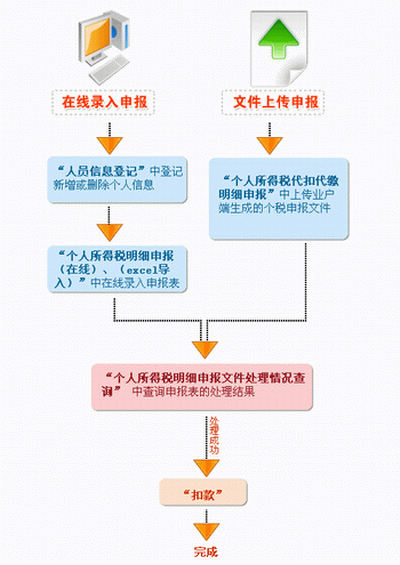 在线录入申报
文件上传申报
“人员信息登记”中登记
新增或删除个人信息
“个人所得税代扣代缴
明细申报”中上传业户
端生成的个税申报文件
“个人所得税明细申报
（在线）、（excel导
入）”中在线录入申报表
“个人所得税明细申报文件处理情况查
询” 中查询申报表的处理结果
处理成功
“扣款”
完成